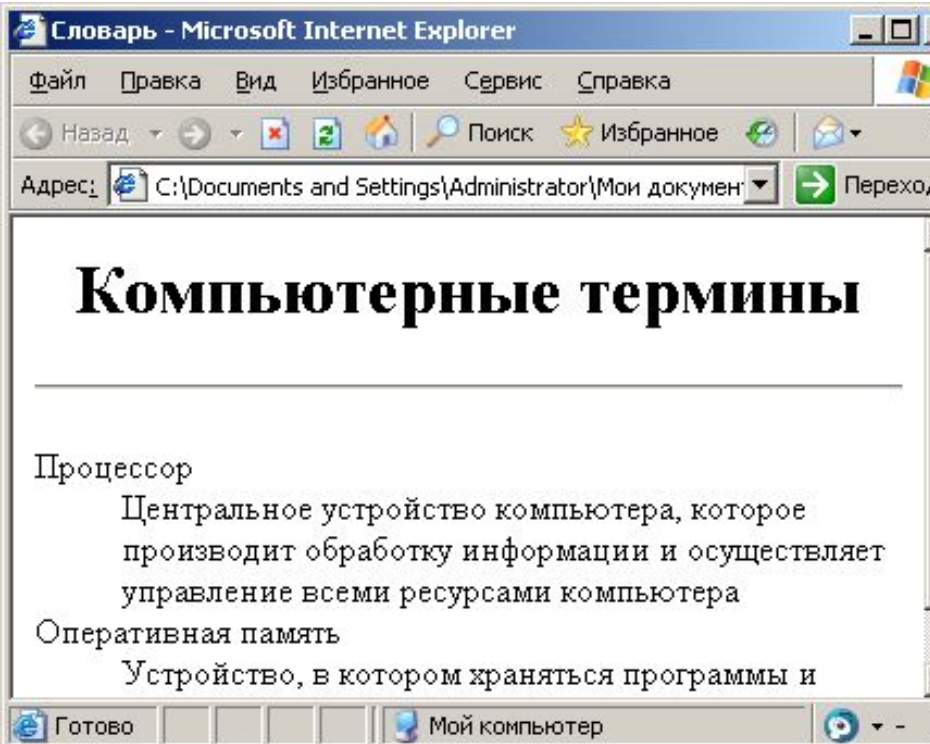 Словарь - Microsoft Internet Explorer
Файл Правка Вид Избранное Сервис Справка
Назад Поиск Избранное
Адрес: C:\Documents and Settings\Administrator\Мои
Компьютерные термины
Процессор
Центральное устройство компьютера, которое
производит обработку информации и осуществляет
управление всеми ресурсами компьютера
Оперативная память
Устройство, в котором храняться программы и
Готово Мой компьютер